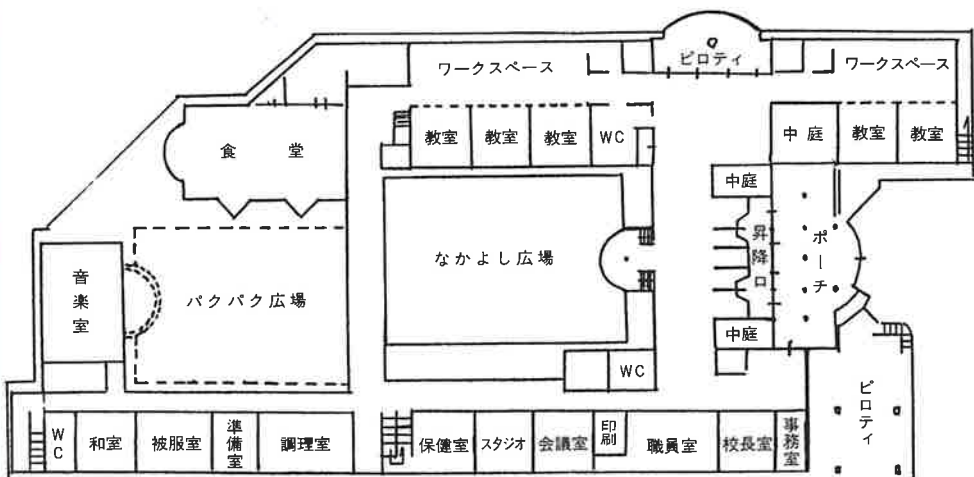 ピロティ
ワークスペース
ワークスペース
教室
教室
教室
WC
中庭
教室
教室
食堂
中庭
昇降口
ポーチ
なかよし広場
パクパク広場
音楽室
中庭
WC
ピロティ
WC
和室
被服室
準備室
調理室
保健室
スタジオ
会議室
印刷
職員室
校長室
事務室